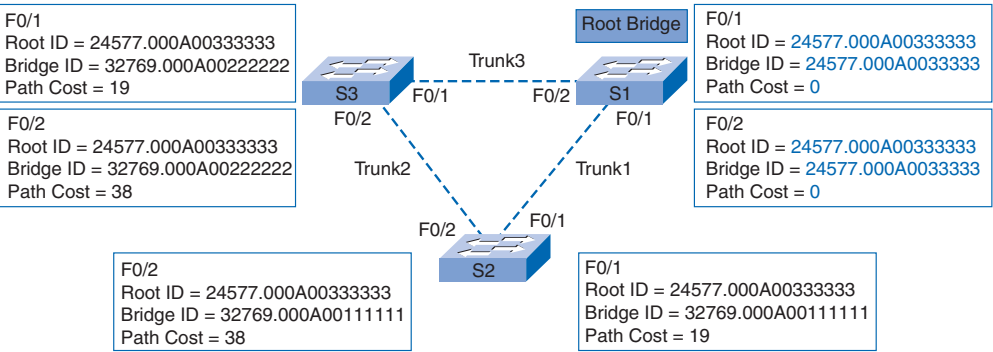 F0/1
Root ID = 24577.000A00333333
Bridge ID = 32769.000A00222222
Path Cost = 19
Root Bridge
F0/1
Root ID = 24577.000A00333333
Bridge ID = 24577.000A0033333
Path Cost = 0
Trunk3
S3
F0/1
F0/2
S1
F0/2
F0/1
F0/2
Root ID = 24577.000A00333333
Bridge ID = 32769.000A00222222
Path Cost = 38
F0/2
Root ID = 24577.000A00333333
Bridge ID = 24577.000A0033333
Path Cost = 0
Trunk2
Trunk1
F0/2
F0/1
S2
F0/2
Root ID = 24577.000A00333333
Bridge ID = 32769.000A00111111
Path Cost = 38
F0/1
Root ID = 24577.000A00333333
Bridge ID = 32769.000A00111111
Path Cost = 19